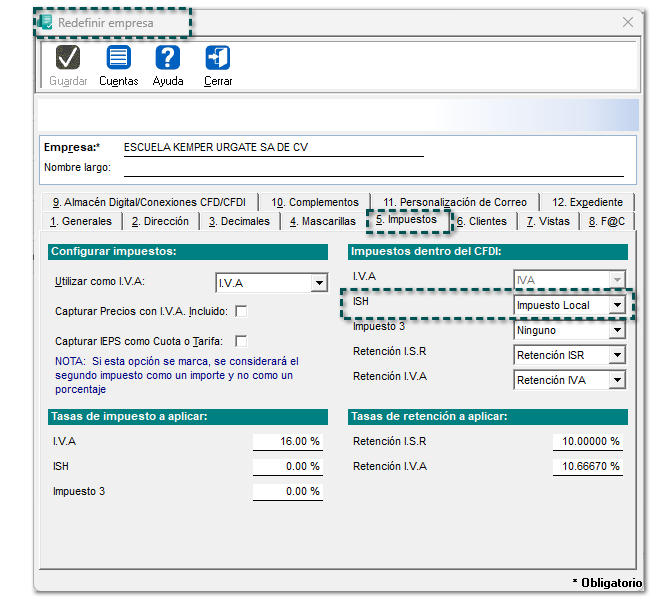 Redefinir empresa
Guardar Cuentas Ayuda Cerrar
Empresa:* ESCUELA KEMPER URGATE SA DE CV
Nombre largo:
9. Almacén Digital/Conexiones CFD/CFDI 10. Complementos 11. Personalización de Correo 12. Expediente
1. Generales 2. Dirección 3. Decimales 4. Mascarillas 5. Impuestos 6. Clientes 7. Vistas 8. F@C
Configurar impuestos:
Utilizar como I.V.A: I.V.A
Capturar Precios con I.V.A. Incluido:
Capturar IEPS como Cuota o Tarifa:
NOTA: Si esta opción se marca, se considerará el
segundo impuesto como un importe y no como un
porcentaje
Impuestos dentro del CFDI:
I.V.A IVA
ISH Impuesto Local
Impuesto 3 Ninguno
Retención I.S.R Retención ISR
Retención I.V.A Retención IVA
Tasas de impuesto a aplicar:
I.V.A 16.00 %
ISH 0.00 %
Impuesto 3 0.00 %
Tasas de retención a aplicar:
Retención I.S.R 10.00000 %
Retención I.V.A 10.66670 %
* Obligatorio